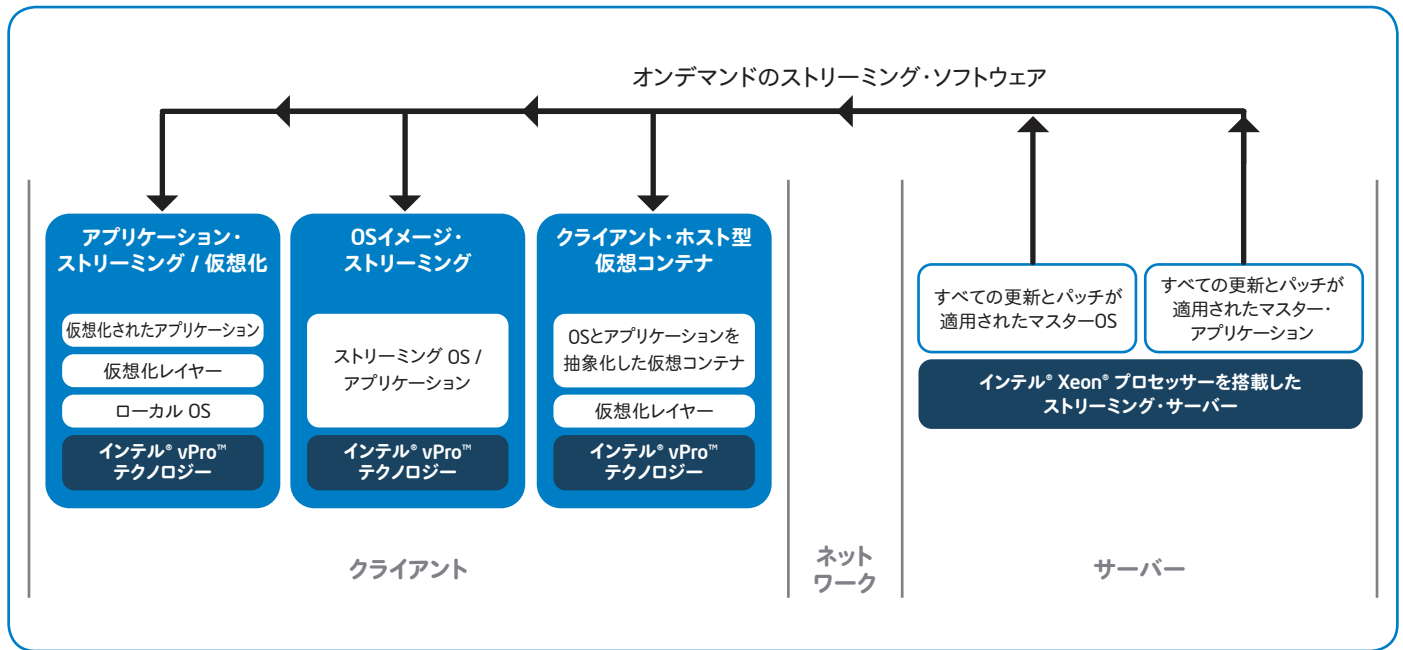 オンデマンドのストリーミング・ソフトウェア
アプリケーション・
ストリーミング / 仮想化
仮想化されたアプリケーション
仮想化レイヤー
ローカル OS
インテル® vPro™
テクノロジー
OSイメージ・
ストリーミング
ストリーミング OS /
アプリケーション
インテル® vPro™
テクノロジー
クライアント・ホスト型
仮想コンテナ
OSとアプリケーションを
抽象化した仮想コンテナ
仮想化レイヤー
インテル® vPro™
テクノロジー
すべての更新とパッチが
適用されたマスターOS
すべての更新とパッチが
適用されたマスター・
アプリケーション
インテル® Xeon® プロセッサーを搭載した
ストリーミング・サーバー
クライアント
ネット
ワーク
サーバー